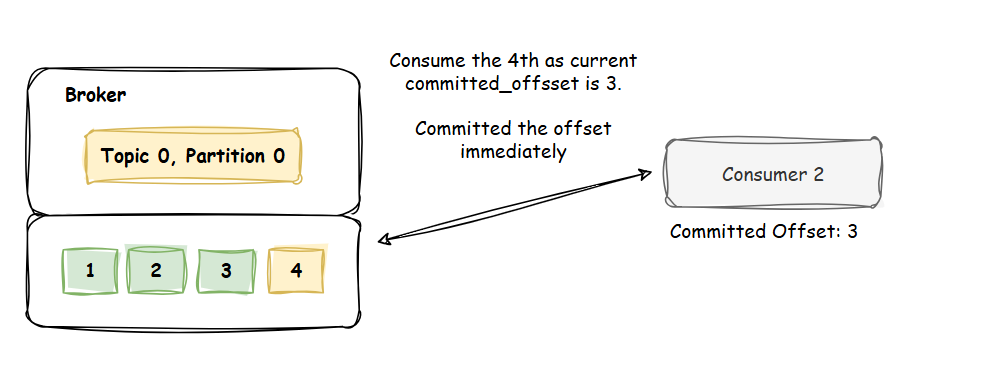 Consume the 4th as current
committed_offsset is 3.
Broker
Committed the offset
immediately
Topic 0, Partition 0
Consumer 2
Committed Offset: 3
1 2 3 4